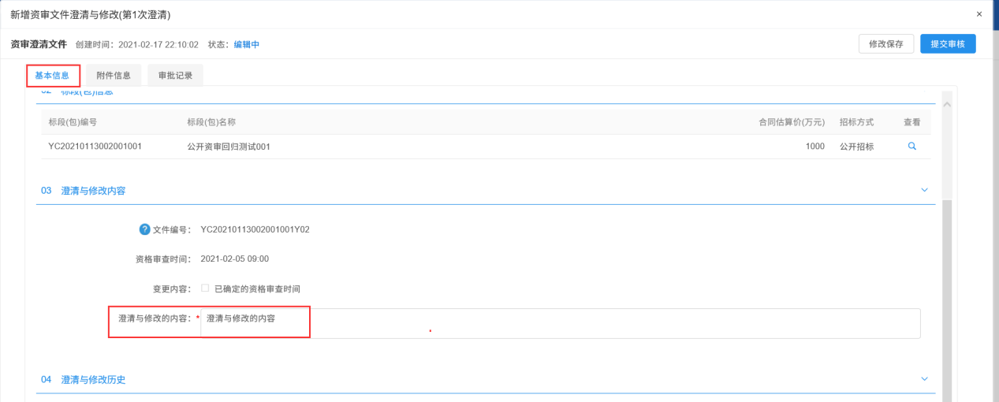 新增资审文件澄清与修改(第1次澄清) ×
资审澄清文件 创建时间：2021-02-17 22:10:02 状态：编辑中 修改保存 提交审核
基本信息 附件信息 审批记录
02 标段(包)信息
标段(包)编号 标段(包)名称 合同估算价(万元) 招标方式 查看
YC20210113002001001 公开资审回归测试001 1000 公开招标
03 澄清与修改内容
? 文件编号： YC20210113002001001Y02
资格审查时间： 2021-02-05 09:00
变更内容： 已确定的资格审查时间
澄清与修改的内容：* 澄清与修改的内容
04 澄清与修改历史